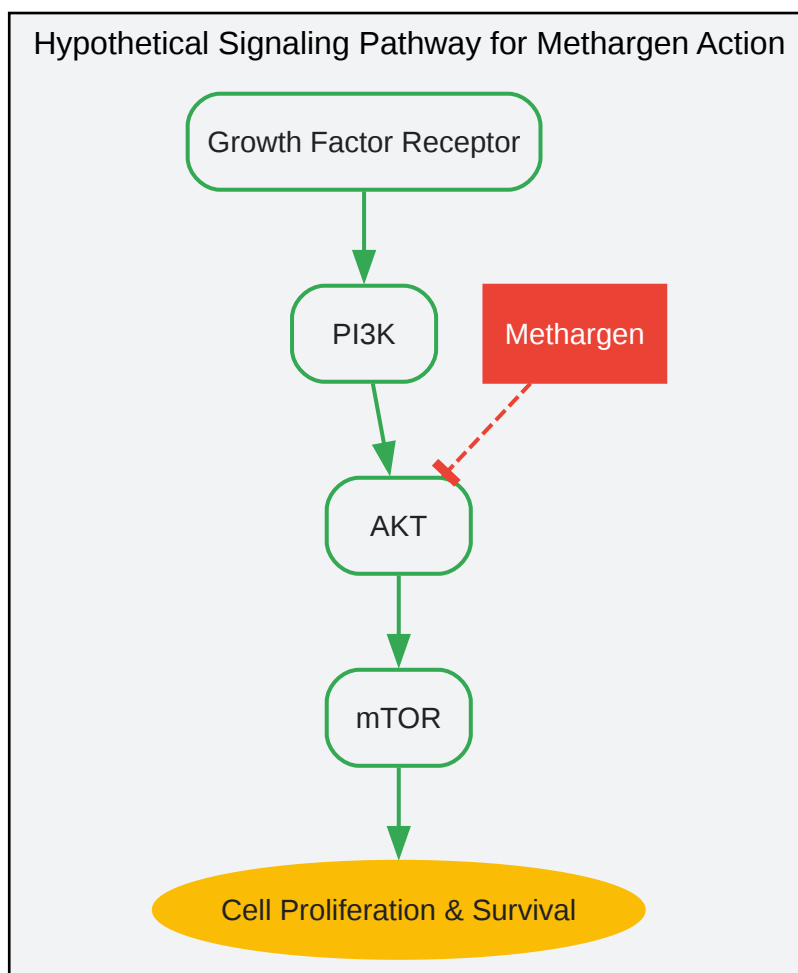 Hypothetical Signaling Pathway for Methargen Action
Growth Factor Receptor
PI3K
Methargen
AKT
mTOR
Cell Proliferation & Survival